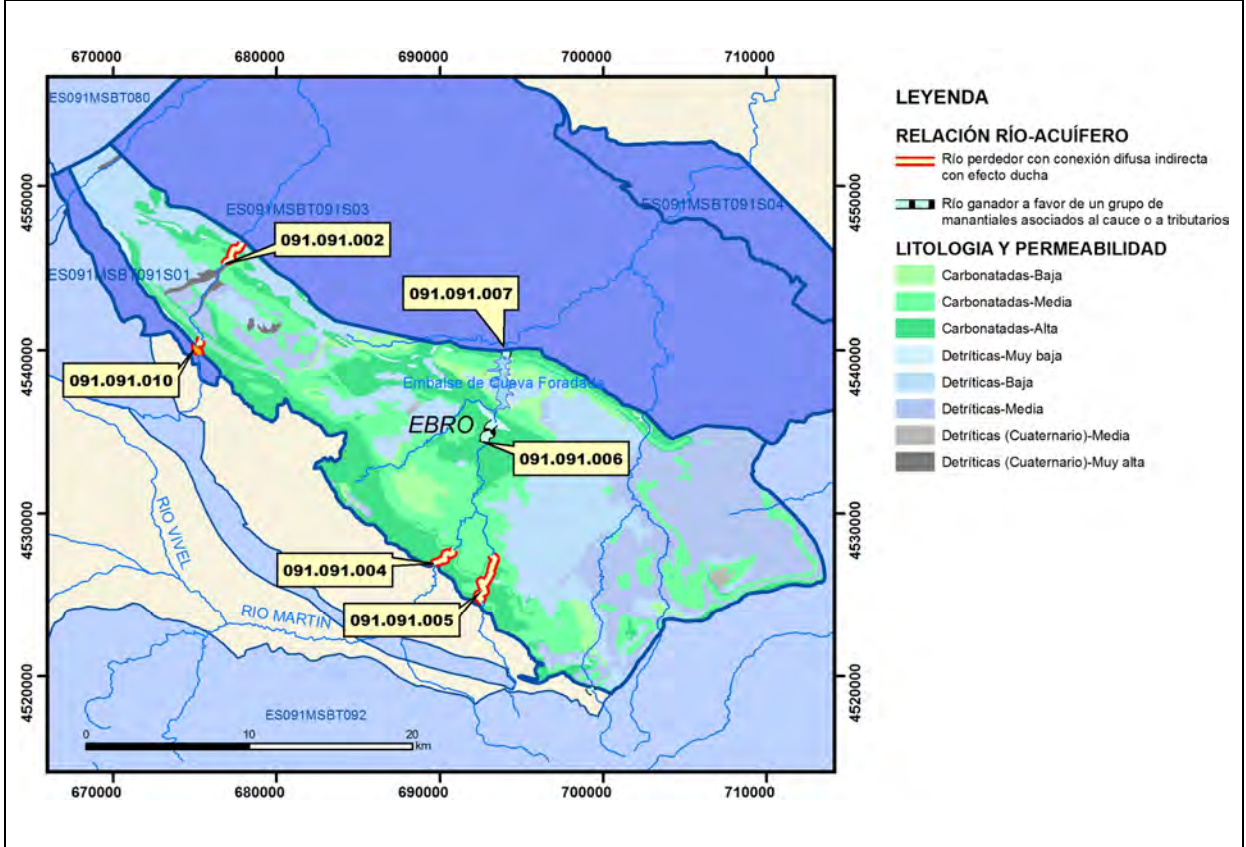 670000 680000 690000 700000 710000
4550000
4540000
4530000
4520000
4550000
4540000
4530000
4520000
ES091MSBT080
ES091MSBT091S03
ES091MSBT091S04
ES091MSBT091S01
091.091.002
091.091.007
091.091.010
Embalse de Cueva Foradada
EBRO
091.091.006
091.091.004
091.091.005
RIO VIVEL
RIO MARTIN
ES091MSBT092
0 10 20
km
670000 680000 690000 700000 710000
LEYENDA
RELACIÓN RÍO-ACUÍFERO
Río perdedor con conexión difusa indirecta
con efecto ducha
Río ganador a favor de un grupo de
manantiales asociados al cauce o a tributarios
LITOLOGIA Y PERMEABILIDAD
Carbonatadas-Baja
Carbonatadas-Media
Carbonatadas-Alta
Detríticas-Muy baja
Detríticas-Baja
Detríticas-Media
Detríticas (Cuaternario)-Media
Detríticas (Cuaternario)-Muy alta